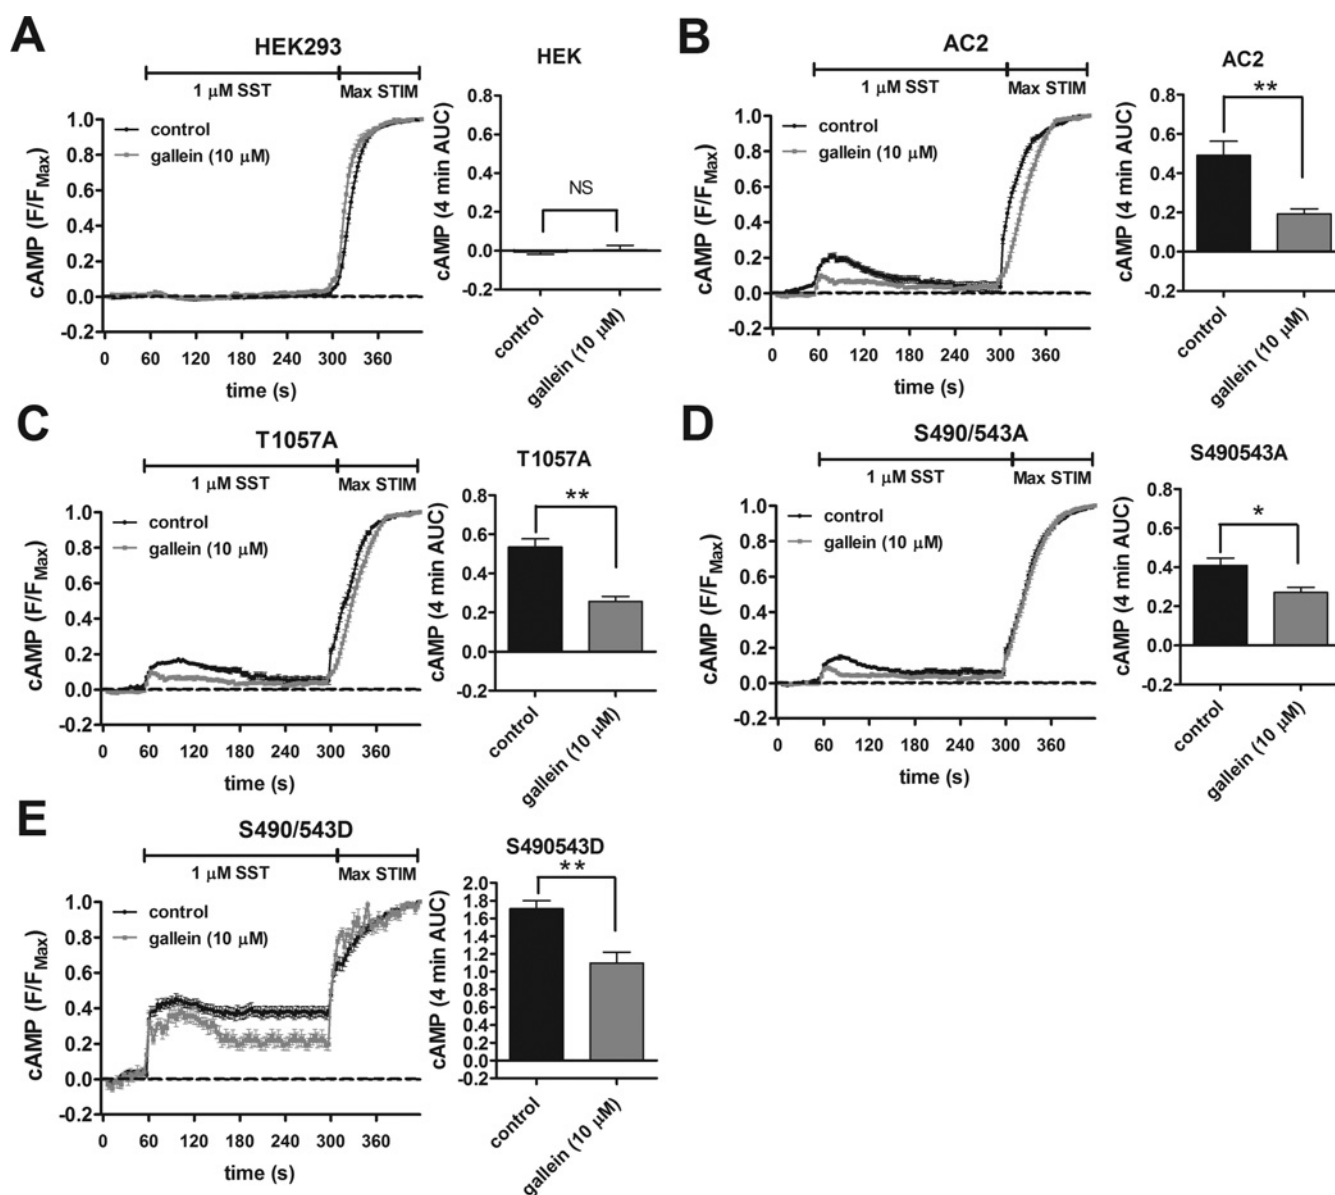 A
HEK293
1 μM SST
Max STIM
control
gallein (10 μM)
cAMP (F/FMax)
1.0
0.8
0.6
0.4
0.2
0.0
-0.2
0 60 120 180 240 300 360
time (s)
HEK
NS
cAMP (4 min AUC)
0.8
0.6
0.4
0.2
0.0
-0.2
control
gallein (10 μM)
B
AC2
1 μM SST
Max STIM
control
gallein (10 μM)
cAMP (F/FMax)
1.0
0.8
0.6
0.4
0.2
0.0
-0.2
0 60 120 180 240 300 360
time (s)
AC2
**
cAMP (4 min AUC)
0.8
0.6
0.4
0.2
0.0
-0.2
control
gallein (10 μM)
C
T1057A
1 μM SST
Max STIM
control
gallein (10 μM)
cAMP (F/FMax)
1.0
0.8
0.6
0.4
0.2
0.0
-0.2
0 60 120 180 240 300 360
time (s)
T1057A
**
cAMP (4 min AUC)
0.8
0.6
0.4
0.2
0.0
-0.2
control
gallein (10 μM)
D
S490/543A
1 μM SST
Max STIM
control
gallein (10 μM)
cAMP (F/FMax)
1.0
0.8
0.6
0.4
0.2
0.0
-0.2
0 60 120 180 240 300 360
time (s)
S490543A
*
cAMP (4 min AUC)
0.8
0.6
0.4
0.2
0.0
-0.2
control
gallein (10 μM)
E
S490/543D
1 μM SST
Max STIM
control
gallein (10 μM)
cAMP (F/FMax)
1.0
0.8
0.6
0.4
0.2
0.0
-0.2
0 60 120 180 240 300 360
time (s)
S490543D
**
cAMP (4 min AUC)
2.0
1.8
1.6
1.4
1.2
1.0
0.8
0.6
0.4
0.2
0.0
-0.2
control
gallein (10 μM)